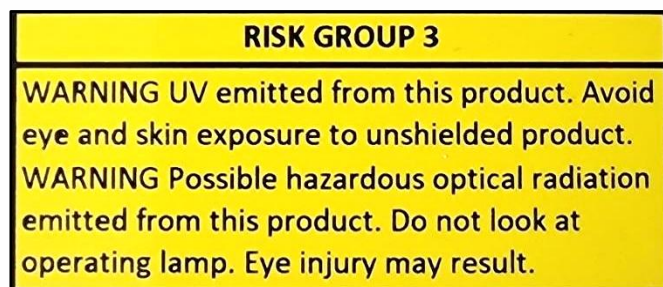 RISK GROUP 3
WARNING UV emitted from this product. Avoid
eye and skin exposure to unshielded product.
WARNING Possible hazardous optical radiation
emitted from this product. Do not look at
operating lamp. Eye injury may result.